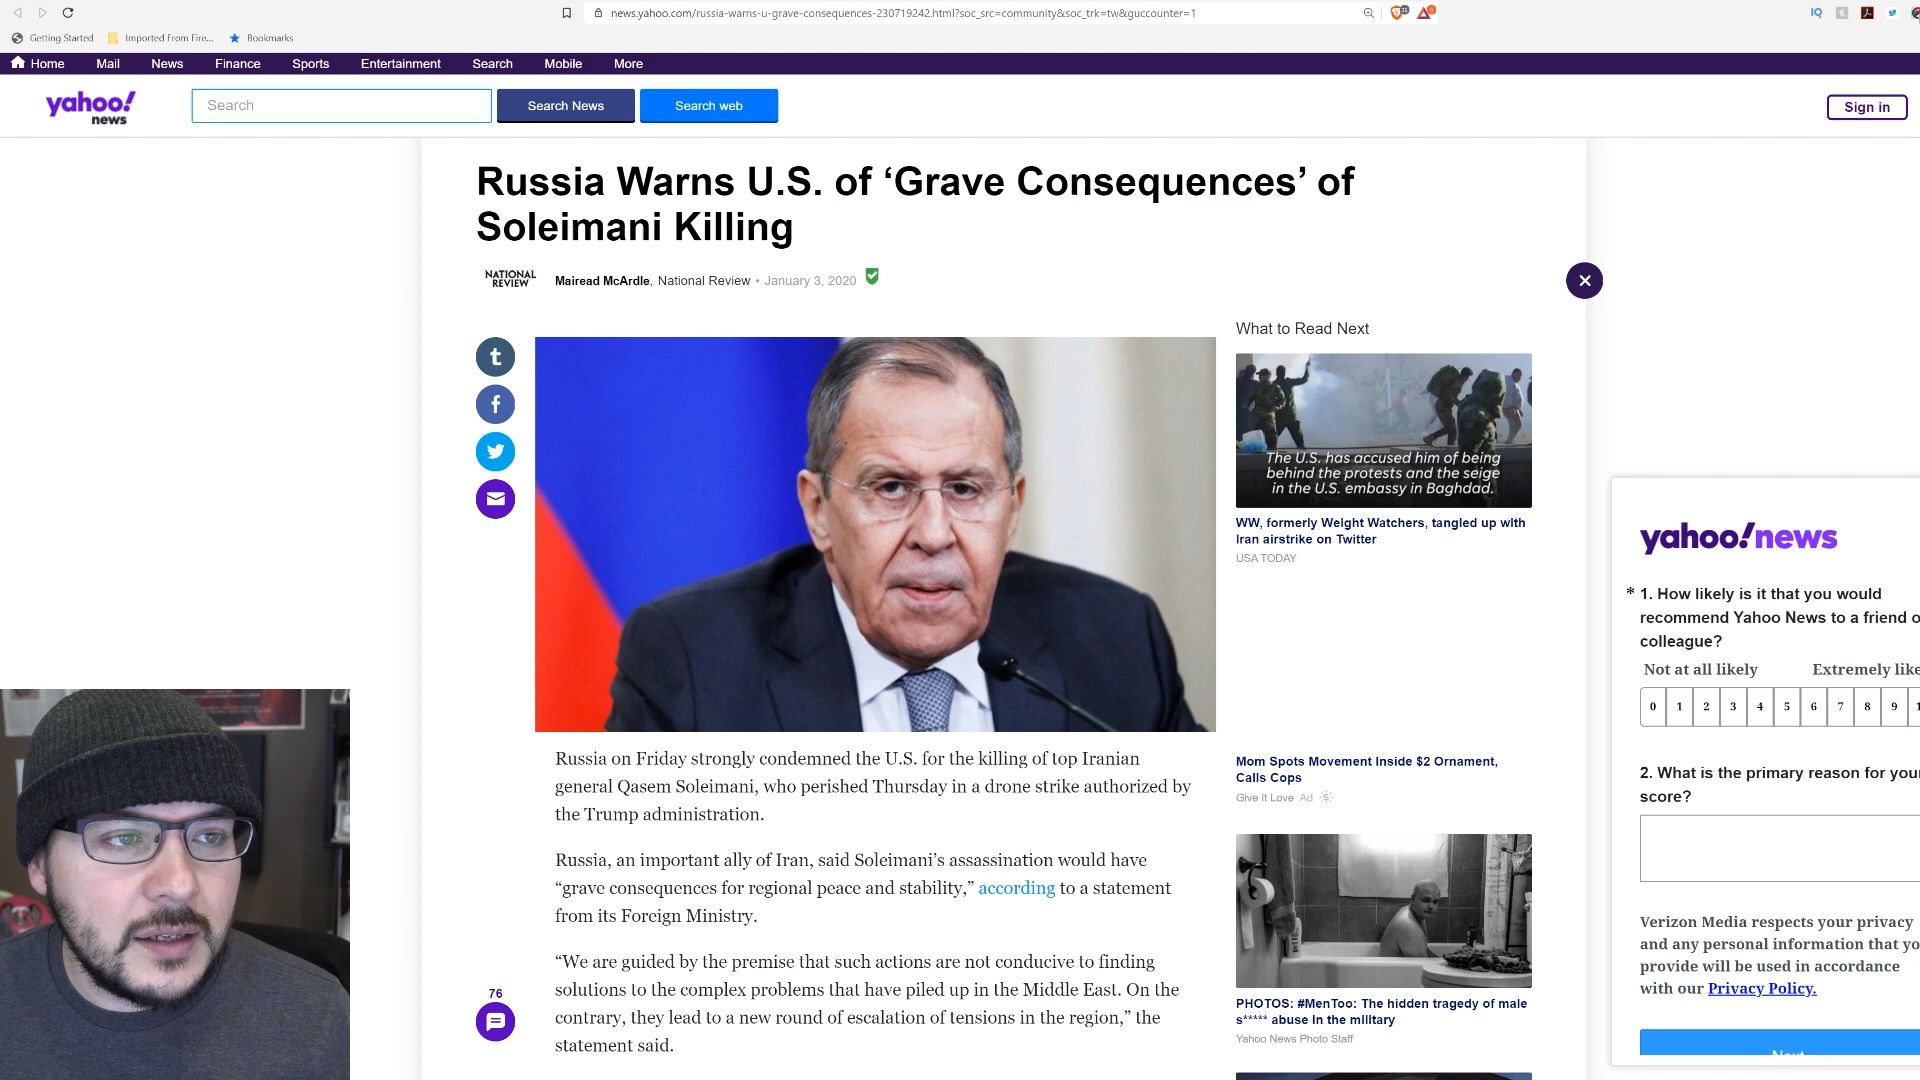 news.yahoo.com/russia-warns-u-grave-consequences-230719242.html?soc_src=community&soc_trk=tw&guccounter=1
Getting Started
Imported From Fire...
Bookmarks
Home
Mail
News
Finance
Sports
Entertainment
Search
Mobile
More
yahoo!
news
Search
Search News
Search web
Sign in
Russia Warns U.S. of ‘Grave Consequences’ of
Soleimani Killing
NATIONAL
REVIEW
Mairead McArdle, National Review • January 3, 2020
What to Read Next
The U.S. has accused him of being
behind the protests and the seige
in the U.S. embassy in Baghdad.
WW, formerly Weight Watchers, tangled up with
Iran airstrike on Twitter
USA TODAY
Mom Spots Movement Inside $2 Ornament,
Calls Cops
Give It Love Ad
PHOTOS: #MenToo: The hidden tragedy of male
s***** abuse in the military
Yahoo News Photo Staff
Russia on Friday strongly condemned the U.S. for the killing of top Iranian
general Qasem Soleimani, who perished Thursday in a drone strike authorized by
the Trump administration.
Russia, an important ally of Iran, said Soleimani’s assassination would have
“grave consequences for regional peace and stability,” according to a statement
from its Foreign Ministry.
“We are guided by the premise that such actions are not conducive to finding
solutions to the complex problems that have piled up in the Middle East. On the
contrary, they lead to a new round of escalation of tensions in the region,” the
statement said.
76
yahoo!news
* 1. How likely is it that you would
recommend Yahoo News to a friend o
colleague?
Not at all likely
Extremely like
0 1 2 3 4 5 6 7 8 9 1
2. What is the primary reason for your
score?
Verizon Media respects your privacy
and any personal information that yo
provide will be used in accordance
with our Privacy Policy.
Next